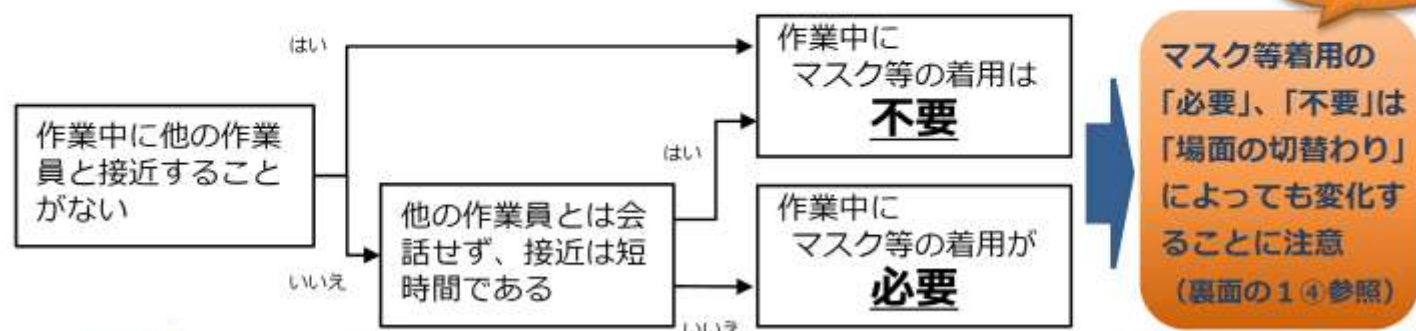 作業中に他の作業
員と接近すること
がない
はい
いいえ
他の作業員とは会
話せず、接近は短
時間である
はい
いいえ
作業中に
マスク等の着用は
不要
作業中に
マスク等の着用が
必要
マスク等着用の
「必要」、「不要」は
「場面の切替わり」
によっても変化す
ることに注意
（裏面の１④参照）